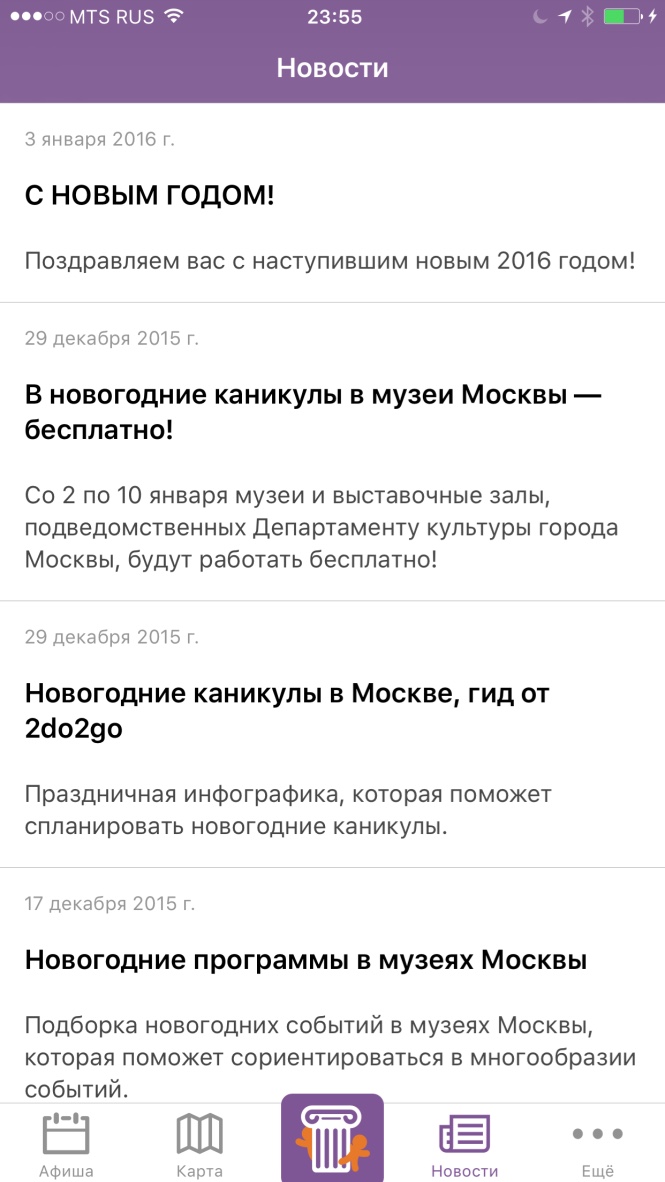 MTS RUS 23:55
Новости
3 января 2016 г.
С НОВЫМ ГОДОМ!
Поздравляем вас с наступившим новым 2016 годом!
29 декабря 2015 г.
В новогодние каникулы в музеи Москвы —
бесплатно!
Со 2 по 10 января музеи и выставочные залы,
подведомственных Департаменту культуры города
Москвы, будут работать бесплатно!
29 декабря 2015 г.
Новогодние каникулы в Москве, гид от
2do2go
Праздничная инфографика, которая поможет
спланировать новогодние каникулы.
17 декабря 2015 г.
Новогодние программы в музеях Москвы
Подборка новогодних событий в музеях Москвы,
которая поможет сориентироваться в многообразии
событий.
Афиша Карта Новости Ещё